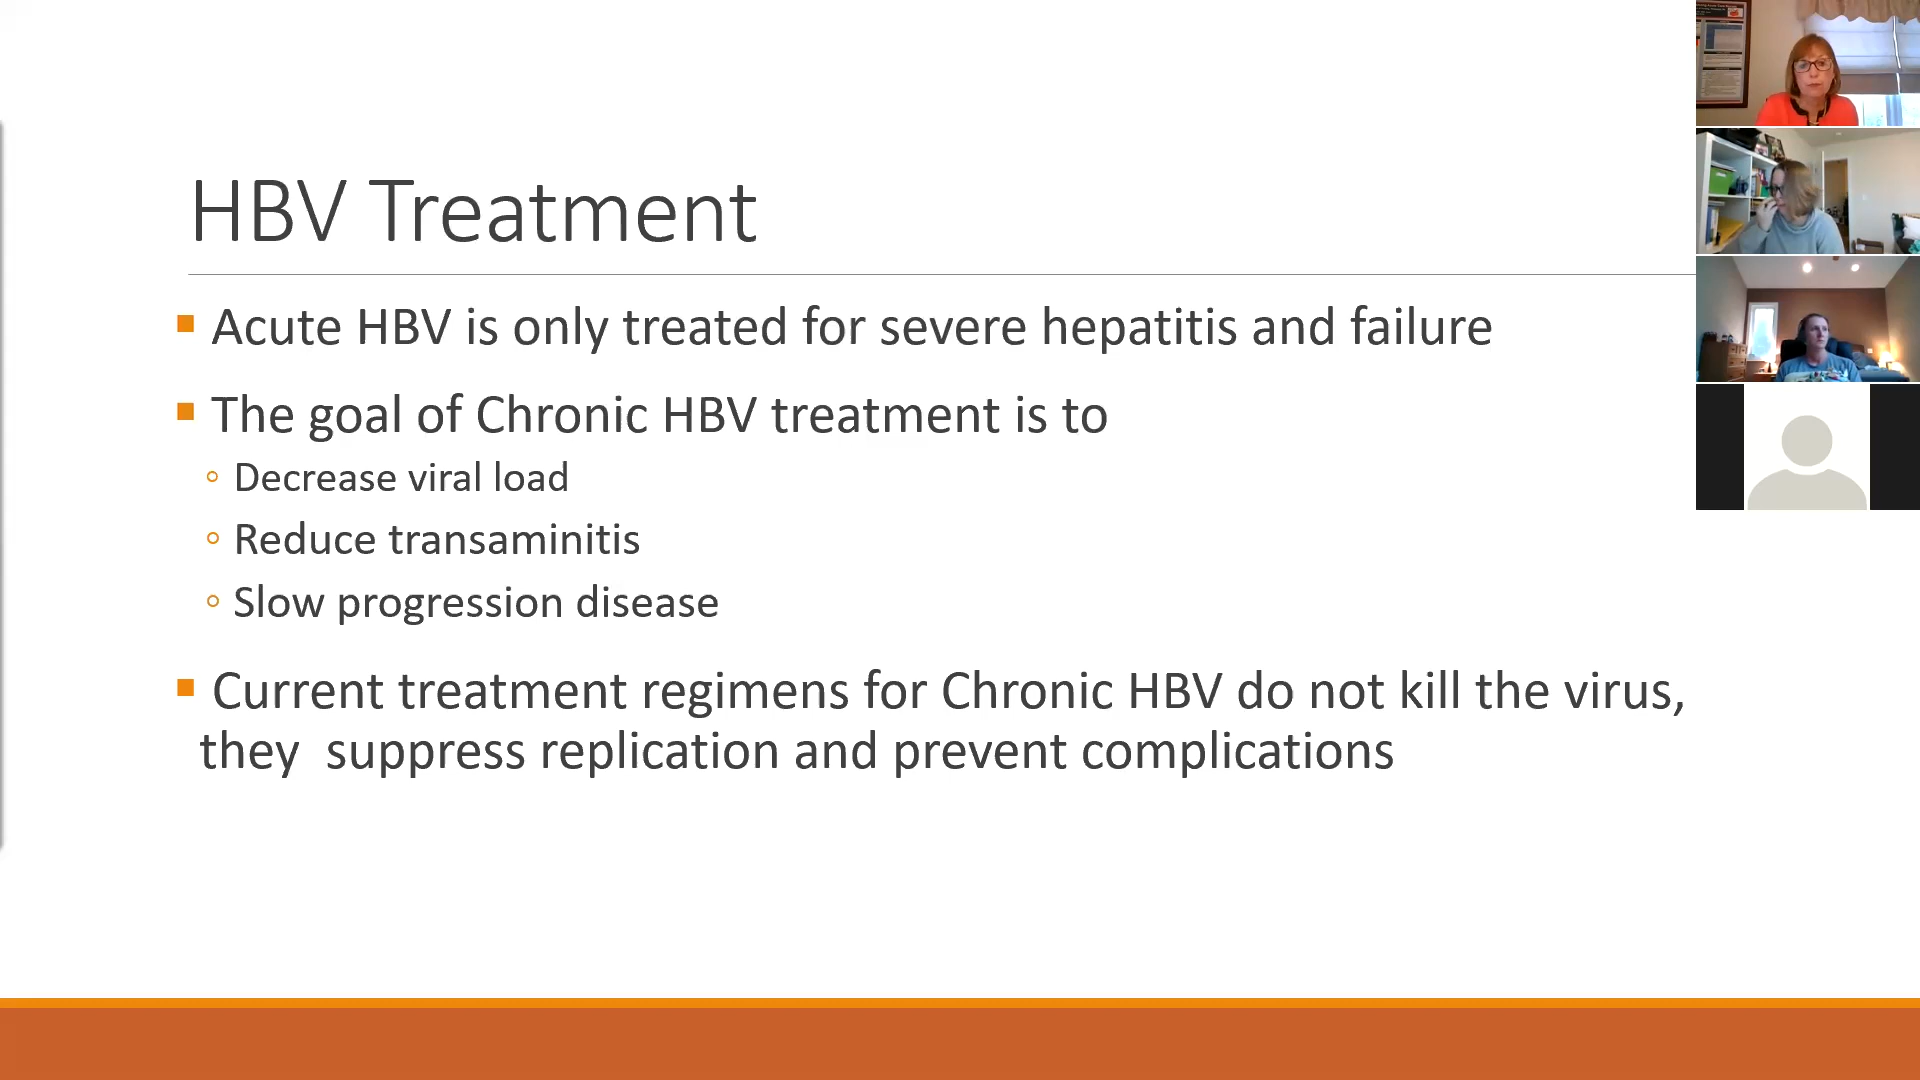 HBV Treatment
Acute HBV is only treated for severe hepatitis and failure
The goal of Chronic HBV treatment is to
Decrease viral load
Reduce transaminitis
Slow progression disease
Current treatment regimens for Chronic HBV do not kill the virus,
they suppress replication and prevent complications